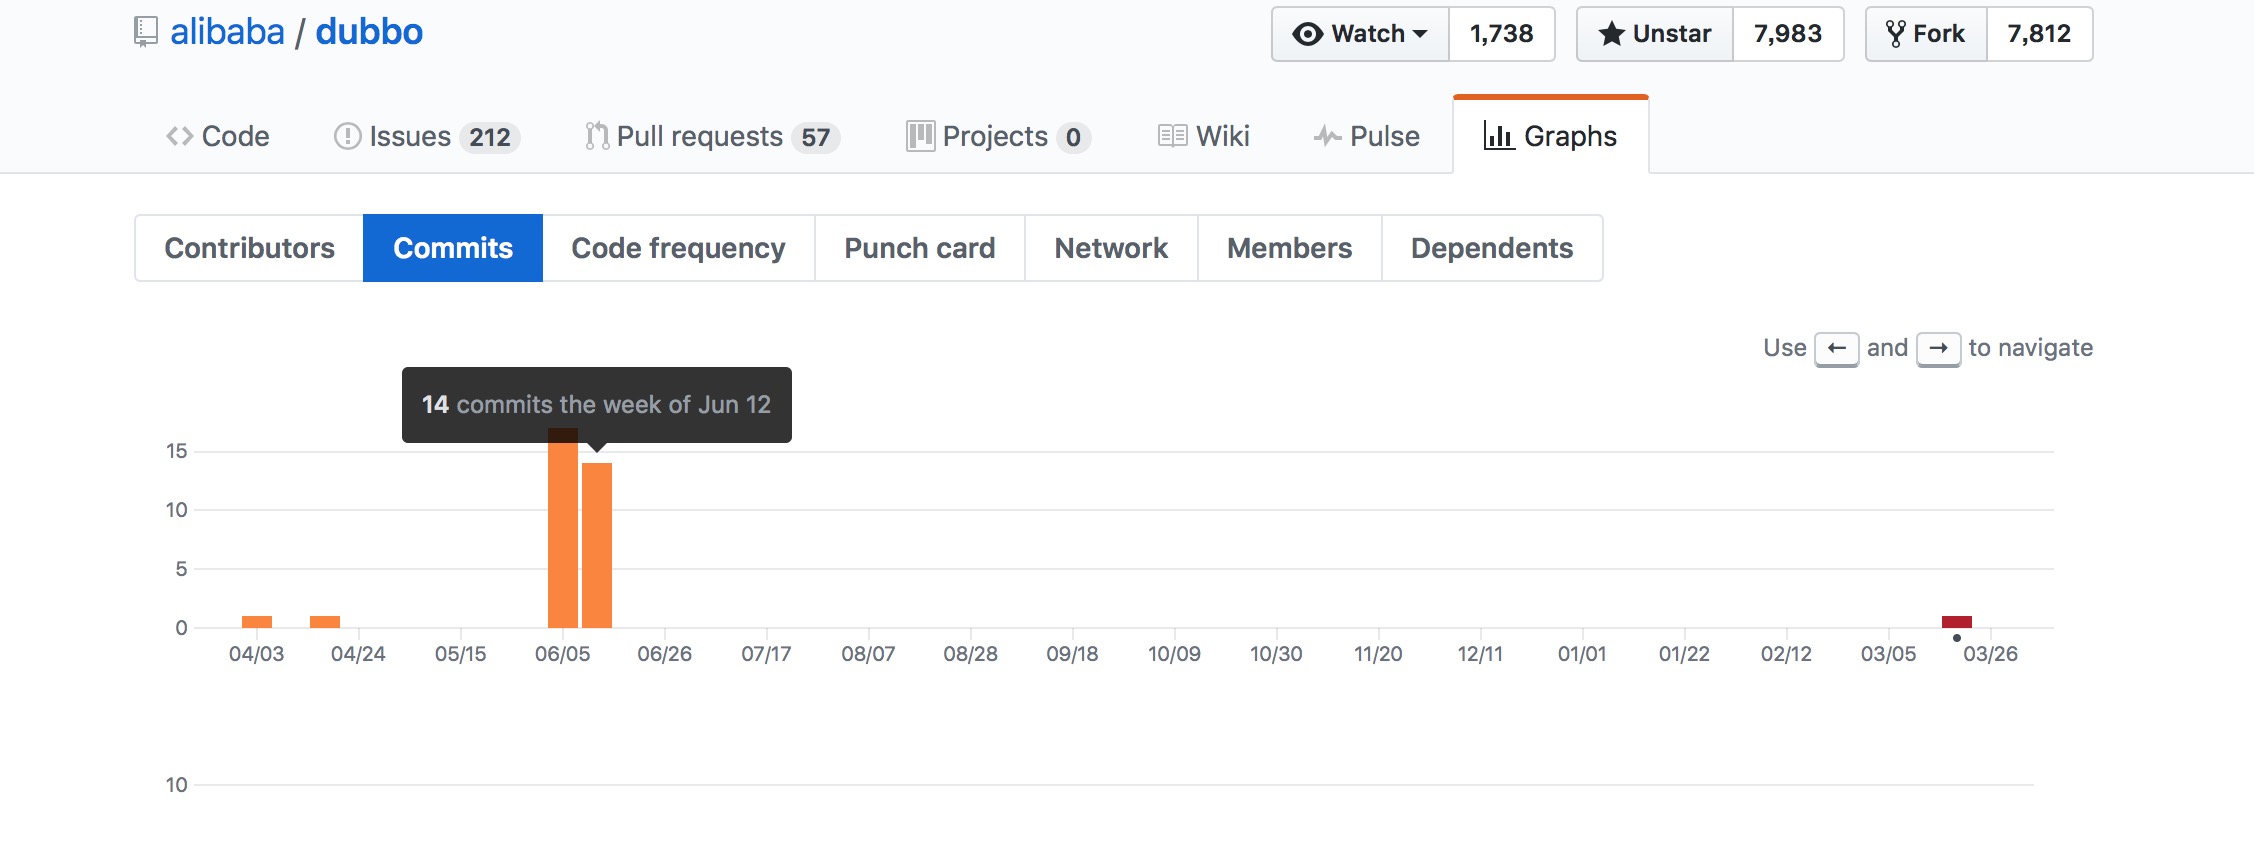 alibaba / dubbo
Watch 1,738 Unstar 7,983 Fork 7,812
Code Issues 212 Pull requests 57 Projects 0 Wiki Pulse Graphs
Contributors Commits Code frequency Punch card Network Members Dependents
Use ← and → to navigate
14 commits the week of Jun 12
15
10
5
0
04/03 04/24 05/15 06/05 06/26 07/17 08/07 08/28 09/18 10/09 10/30 11/20 12/11 01/01 01/22 02/12 03/05 03/26
10